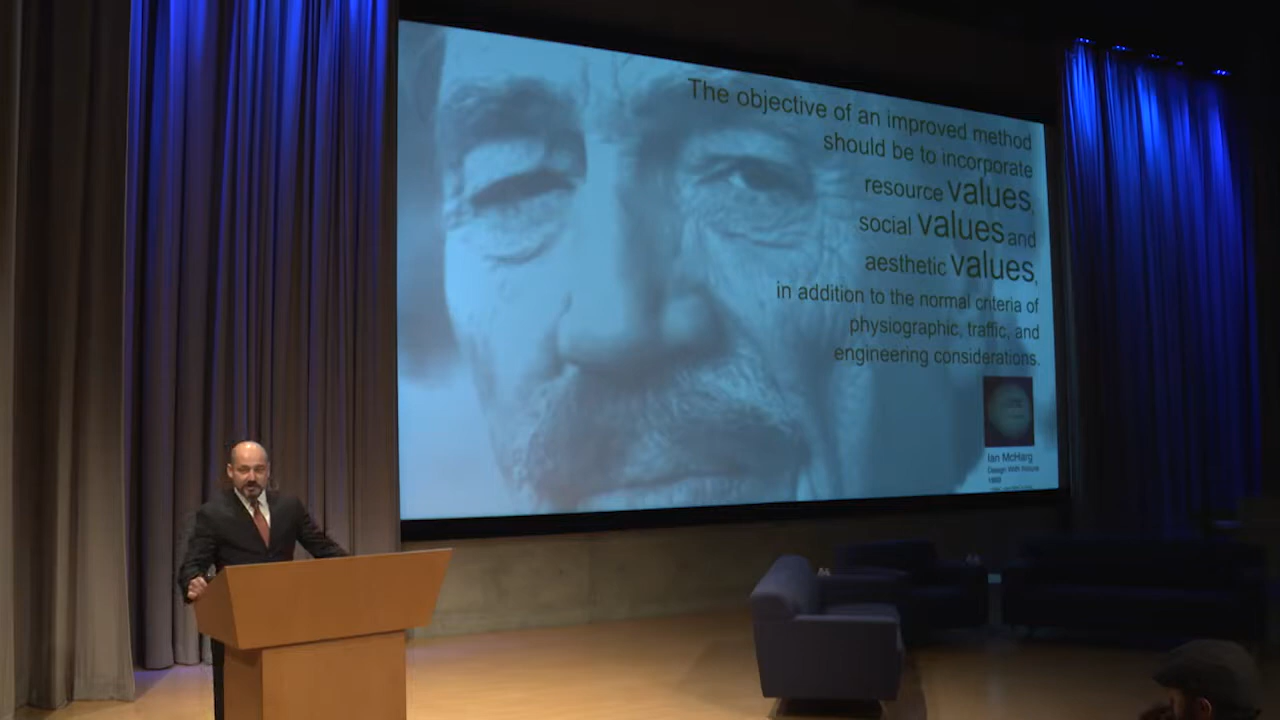 The objective of an improved method
should be to incorporate
resource values,
social values and
aesthetic values,
in addition to the normal criteria of
physiographic, traffic, and
engineering considerations.
Ian McHarg
Design With Nature
1969